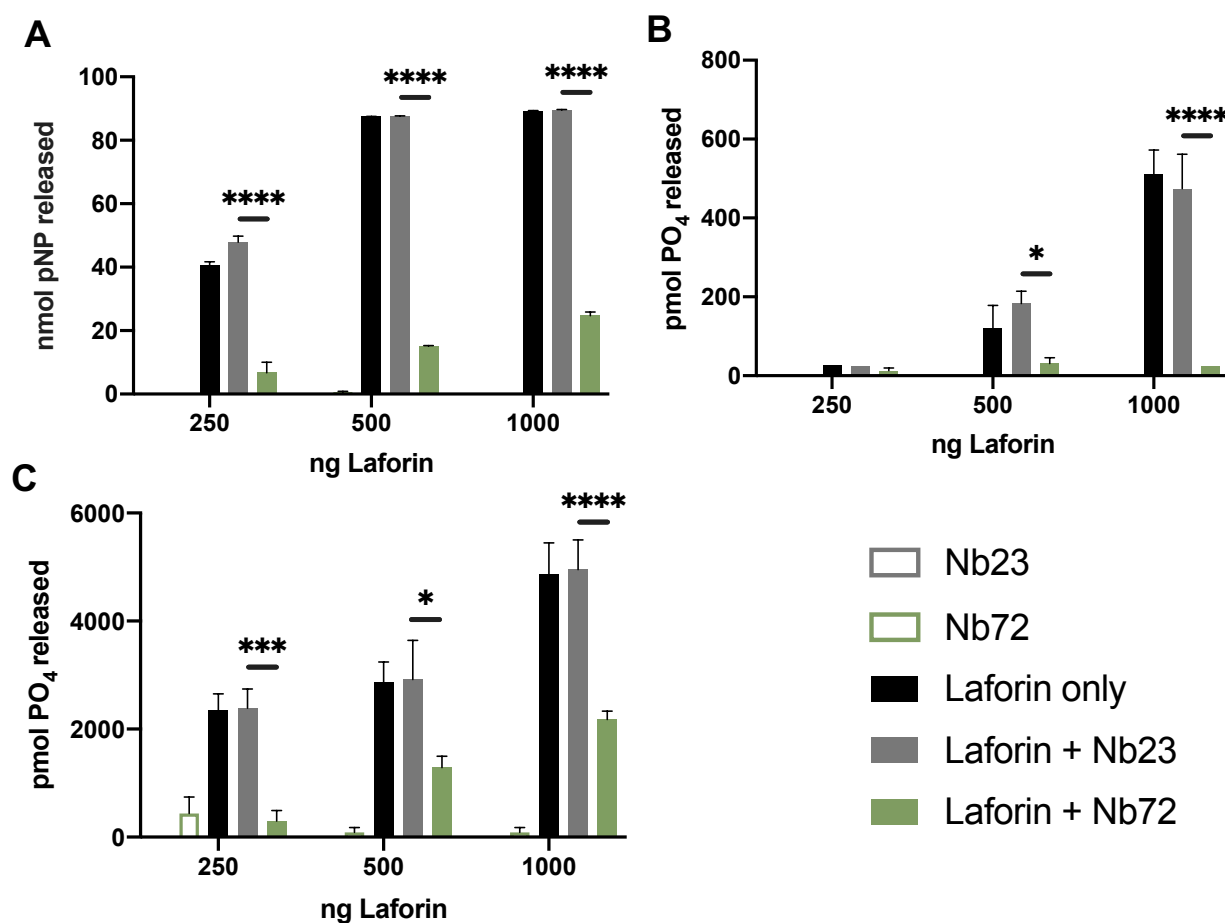 A
nmol pNP released
100
80
60
40
20
0
****
****
****
250
500
1000
ng Laforin
B
pmol PO4 released
800
600
400
200
0
*
****
250
500
1000
ng Laforin
C
pmol PO4 released
6000
4000
2000
0
***
*
****
250
500
1000
ng Laforin
Nb23
Nb72
Laforin only
Laforin + Nb23
Laforin + Nb72